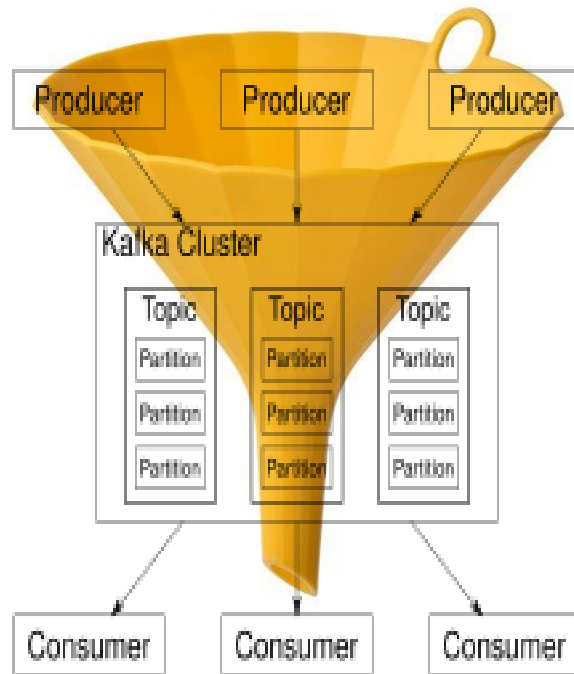 Producer Producer Producer
Kafka Cluster
Topic Topic Topic
Partition Partition Partition
Partition Partition Partition
Partition Partition Partition
Consumer Consumer Consumer